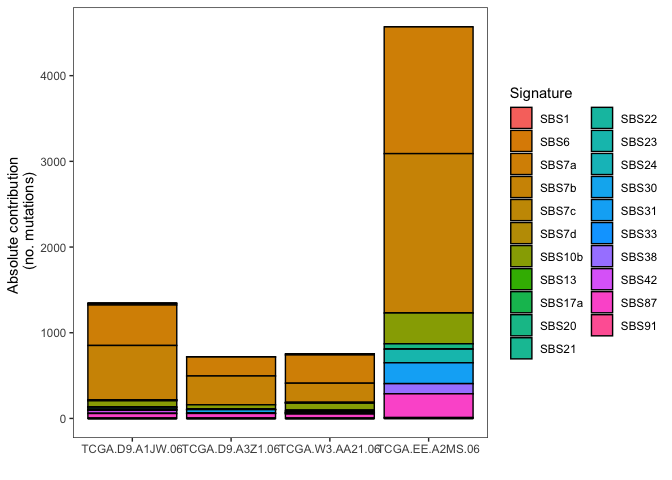 Absolute contribution
(no. mutations)
4000
3000
2000
1000
0
TCGA.D9.A1JW.06
TCGA.D9.A3Z1.06
TCGA.W3.AA21.06
TCGA.EE.A2MS.06
Signature
SBS1
SBS6
SBS7a
SBS7b
SBS7c
SBS7d
SBS10b
SBS13
SBS17a
SBS20
SBS21
SBS22
SBS23
SBS24
SBS30
SBS31
SBS33
SBS38
SBS42
SBS87
SBS91